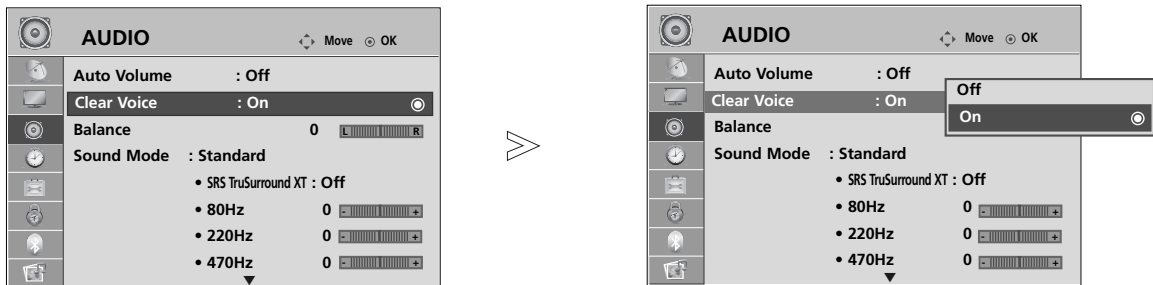 AUDIO Move OK
Auto Volume : Off
Clear Voice : On
Balance 0 L R
Sound Mode : Standard
• SRS TruSurround XT : Off
• 80Hz 0 - +
• 220Hz 0 - +
• 470Hz 0 - +
AUDIO Move OK
Auto Volume : Off
Clear Voice : On
Balance
Sound Mode : Standard
• SRS TruSurround XT : Off
• 80Hz 0 - +
• 220Hz 0 - +
• 470Hz 0 - +
Off
On